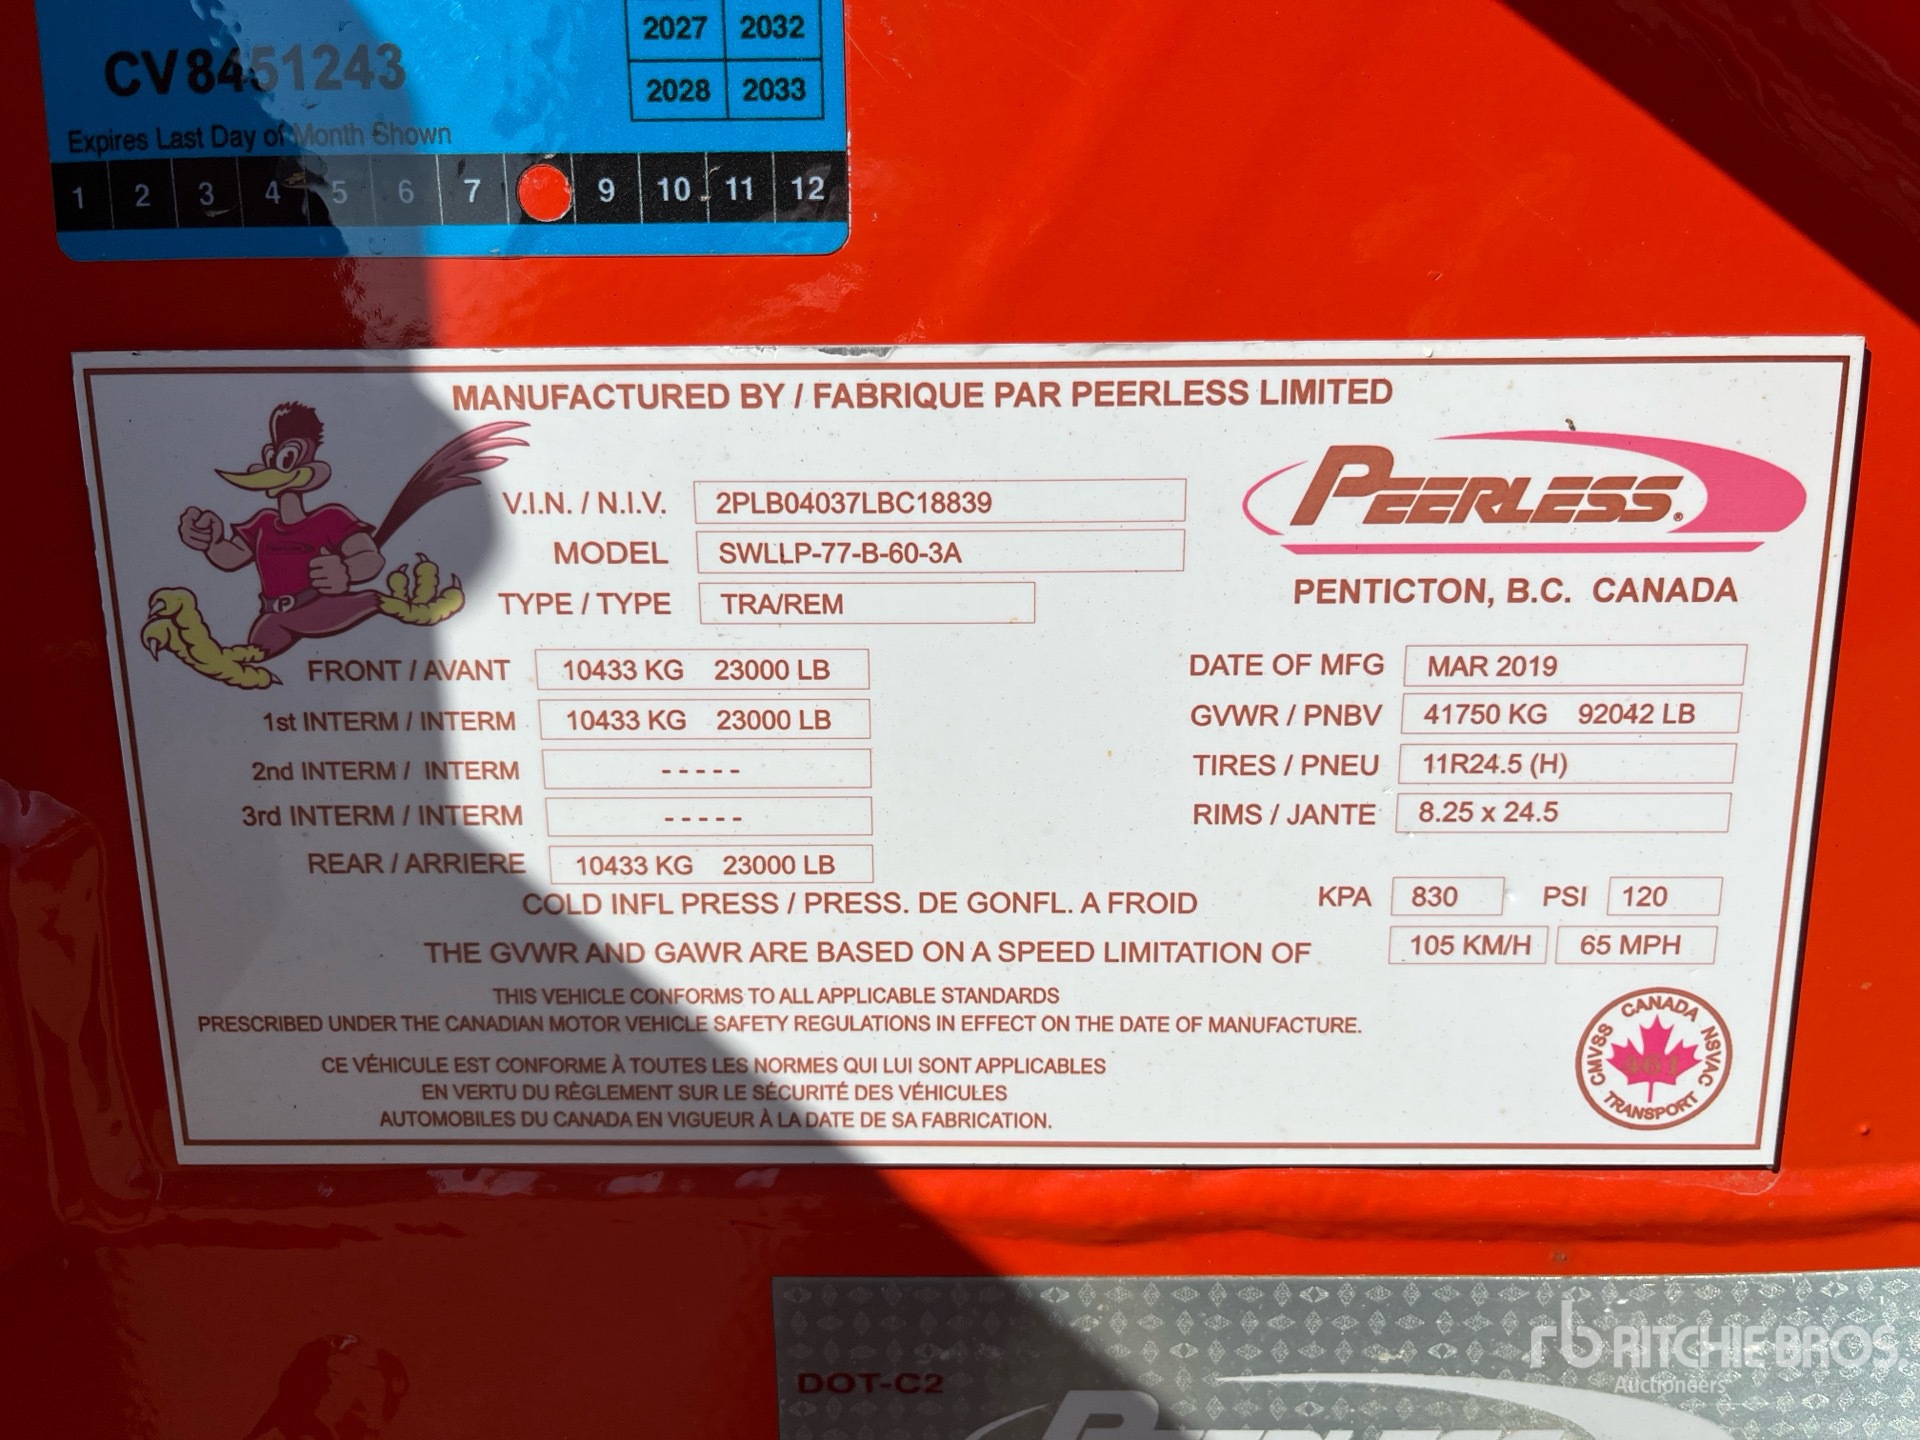 2027 2032
CV8451243
2028 2033
Expires Last Day of Month Shown
1 2 3 4 5 6 7 9 10 11 12
MANUFACTURED BY / FABRIQUE PAR PEERLESS LIMITED
PEERLESS®
V.I.N. / N.I.V. 2PLB04037LBC18839
MODEL SWLLP-77-B-60-3A
TYPE / TYPE TRA/REM
PENTICTON, B.C. CANADA
P
FRONT / AVANT 10433 KG 23000 LB
DATE OF MFG MAR 2019
1st INTERM / INTERM 10433 KG 23000 LB
GVWR / PNBV 41750 KG 92042 LB
2nd INTERM / INTERM - - - - -
TIRES / PNEU 11R24.5 (H)
3rd INTERM / INTERM - - - - -
RIMS / JANTE 8.25 x 24.5
REAR / ARRIERE 10433 KG 23000 LB
COLD INFL PRESS / PRESS. DE GONFL. A FROID KPA 830 PSI 120
THE GVWR AND GAWR ARE BASED ON A SPEED LIMITATION OF 105 KM/H 65 MPH
THIS VEHICLE CONFORMS TO ALL APPLICABLE STANDARDS
PRESCRIBED UNDER THE CANADIAN MOTOR VEHICLE SAFETY REGULATIONS IN EFFECT ON THE DATE OF MANUFACTURE.
CE VÉHICULE EST CONFORME À TOUTES LES NORMES QUI LUI SONT APPLICABLES
EN VERTU DU RÈGLEMENT SUR LE SÉCURITÉ DES VÉHICULES
AUTOMOBILES DU CANADA EN VIGUEUR À LA DATE DE SA FABRICATION.
CANADA
CMVSS NSVAC
TRANSPORT
DOT-C2
PEERLESS
rb RITCHIE BROS.
Auctioneers